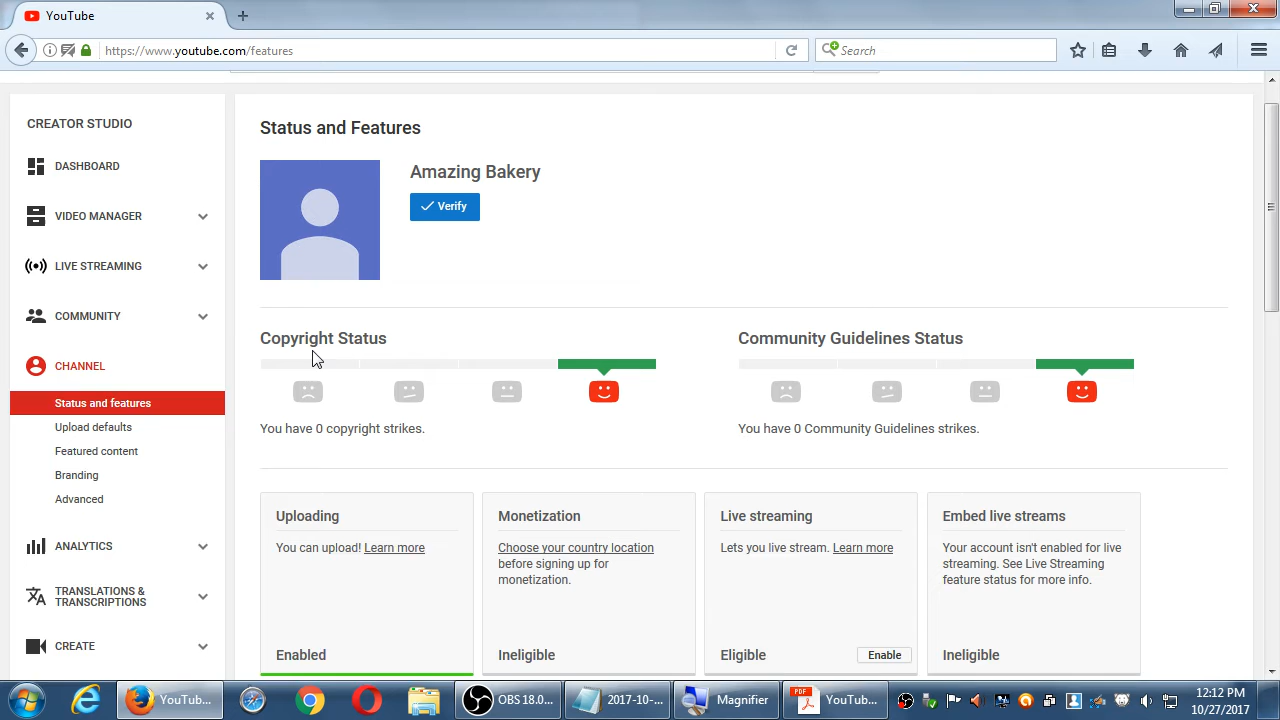 YouTube
https://www.youtube.com/features
Search
CREATOR STUDIO
DASHBOARD
VIDEO MANAGER
LIVE STREAMING
COMMUNITY
CHANNEL
Status and features
Upload defaults
Featured content
Branding
Advanced
ANALYTICS
TRANSLATIONS &
TRANSCRIPTIONS
CREATE
Status and Features
Amazing Bakery
Verify
Copyright Status
You have 0 copyright strikes.
Community Guidelines Status
You have 0 Community Guidelines strikes.
Uploading
You can upload! Learn more
Enabled
Monetization
Choose your country location
before signing up for
monetization.
Ineligible
Live streaming
Lets you live stream. Learn more
Eligible
Enable
Embed live streams
Your account isn't enabled for live
streaming. See Live Streaming
feature status for more info.
Ineligible
YouTub...
OBS 18.0....
2017-10-...
Magnifier
PDF
YouTub...
12:12 PM
10/27/2017